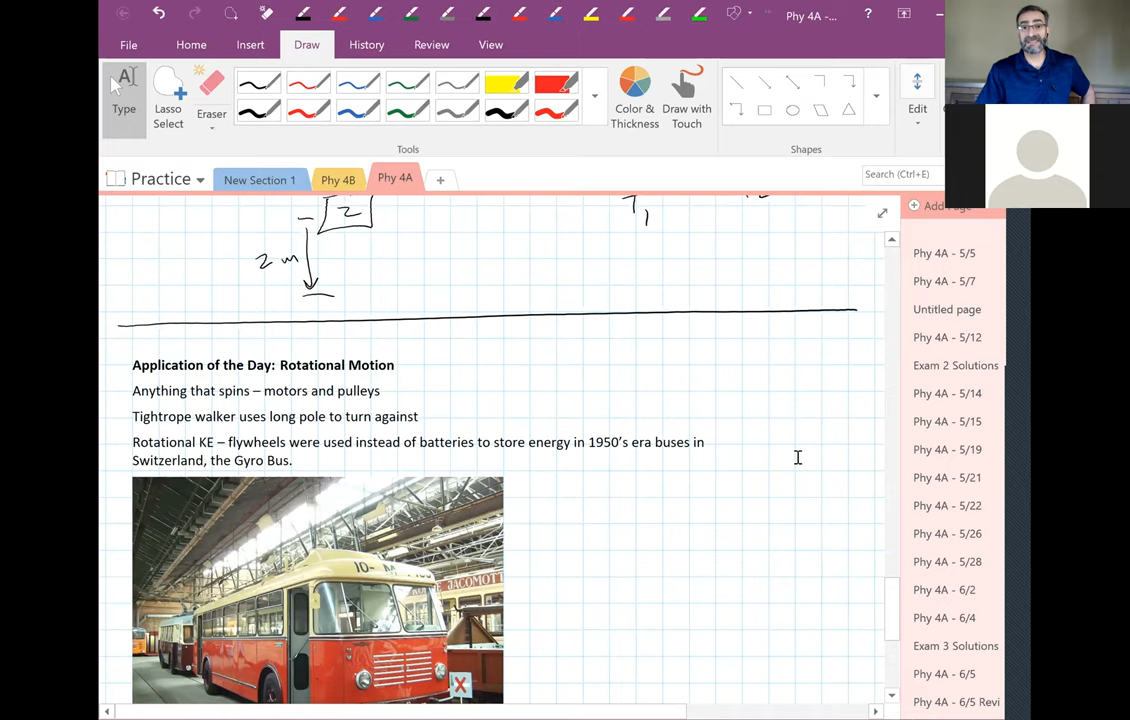 Phy 4A -...
?
File
Home
Insert
Draw
History
Review
View
Type
Lasso
Select
Eraser
Color &
Thickness
Draw with
Touch
Edit
Tools
Shapes
Practice
New Section 1
Phy 4B
Phy 4A
+
Search (Ctrl+E)
Add Page
2
T1
2 m
Application of the Day: Rotational Motion
Anything that spins – motors and pulleys
Tightrope walker uses long pole to turn against
Rotational KE – flywheels were used instead of batteries to store energy in 1950's era buses in
Switzerland, the Gyro Bus.
JACOMOTT
X
Phy 4A - 5/5
Phy 4A - 5/7
Untitled page
Phy 4A - 5/12
Exam 2 Solutions
Phy 4A - 5/14
Phy 4A - 5/15
Phy 4A - 5/19
Phy 4A - 5/21
Phy 4A - 5/22
Phy 4A - 5/26
Phy 4A - 5/28
Phy 4A - 6/2
Phy 4A - 6/4
Exam 3 Solutions
Phy 4A - 6/5
Phy 4A - 6/5 Revi